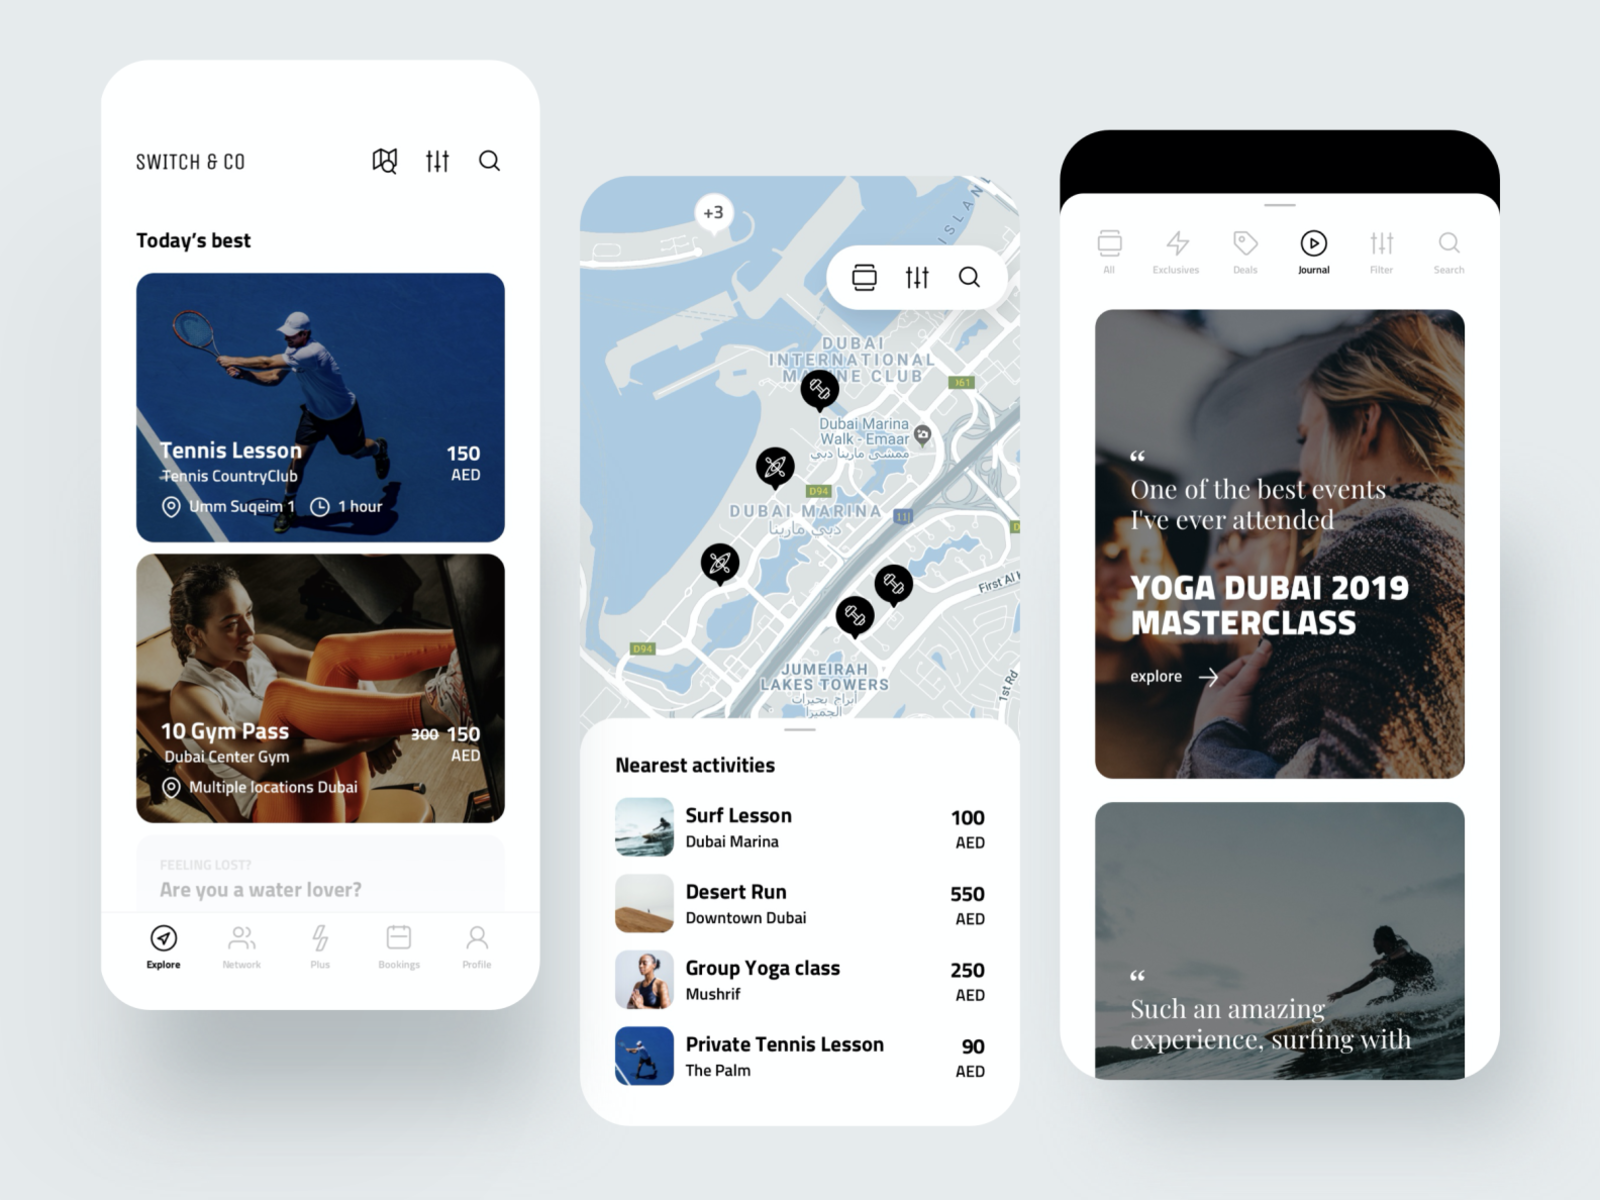 SWITCH & CO
Today's best
Tennis Lesson
150
Tennis CountryClub
AED
Umm Suqeim 1
1 hour
10 Gym Pass
300 150
Dubai Center Gym
AED
Multiple locations Dubai
FEELING LOST?
Are you a water lover?
Explore
Network
Plus
Bookings
Profile
+3
ISLAN
DUBAI
INTERNATIONAL
CLUB
D61
Dubai Marina
Walk - Emaar
ممشى مارينا دبي
D94
DUBAI MARINA
دبي مارينا
First Al
D94
JUMEIRAH
LAKES TOWERS
أبراج بحيرات
الجميرا
1st Rd
Nearest activities
Surf Lesson
100
Dubai Marina
AED
Desert Run
550
Downtown Dubai
AED
Group Yoga class
250
Mushrif
AED
Private Tennis Lesson
90
The Palm
AED
All
Exclusives
Deals
Journal
Filter
Search
“
One of the best events
I've ever attended
YOGA DUBAI 2019
MASTERCLASS
explore
“
Such an amazing
experience, surfing with